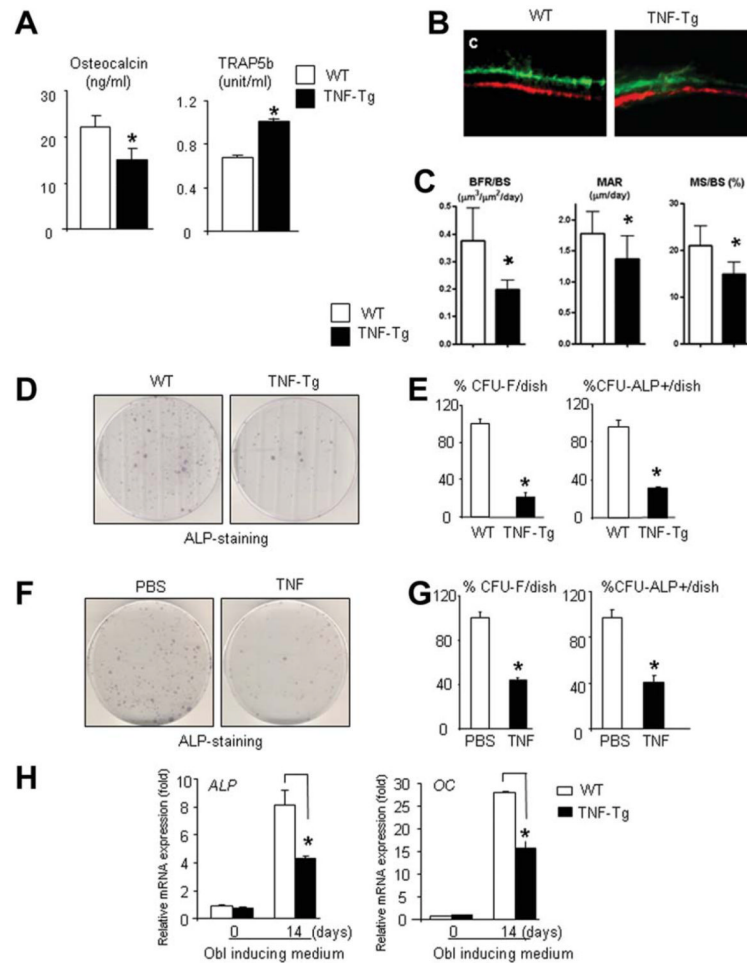 A
Osteocalcin
(ng/ml)
TRAP5b
(unit/ml)
WT
TNF-Tg
30
20
10
0
*
1.2
0.8
0.4
0
*
B
WT
TNF-Tg
c
C
BFR/BS
(µm³/µm²/day)
MAR
(µm/day)
MS/BS (%)
0.5
0.4
0.3
0.2
0.1
0.0
*
2.0
1.5
1.0
0.5
0.0
*
30
20
10
0
*
WT
TNF-Tg
D
WT
TNF-Tg
ALP-staining
E
% CFU-F/dish
%CFU-ALP+/dish
120
80
40
0
*
WT TNF-Tg
120
80
40
0
*
WT TNF-Tg
F
PBS
TNF
ALP-staining
G
% CFU-F/dish
%CFU-ALP+/dish
120
80
40
0
*
PBS TNF
120
80
40
0
*
PBS TNF
H
Relative mRNA expression (fold)
ALP
10
8
6
4
2
0
*
0 14 (days)
Obl inducing medium
Relative mRNA expression (fold)
OC
30
25
20
15
10
5
0
*
0 14 (days)
Obl inducing medium
WT
TNF-Tg